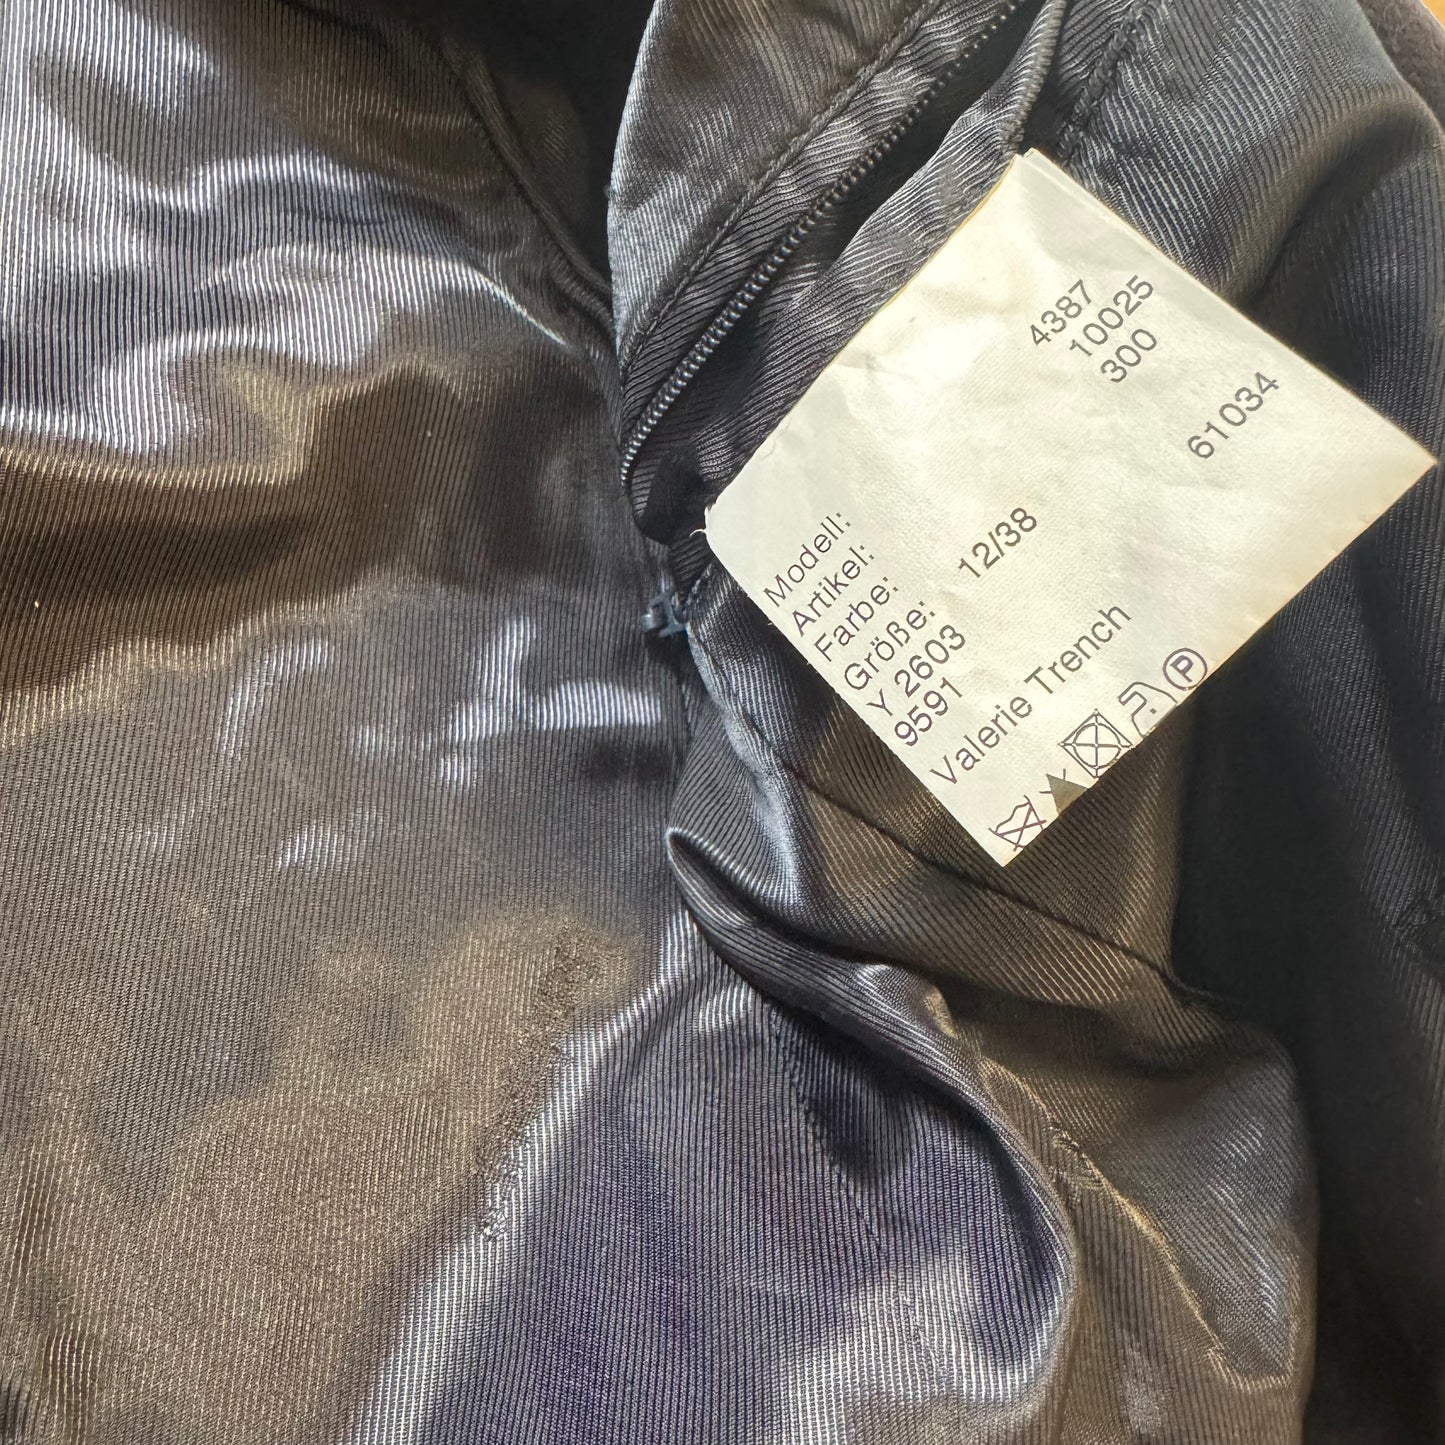 Modell: 4387
Artikel: 10025
Farbe: 300
Größe: 12/38 61034
Y 2603
9591
Valerie Trench
P